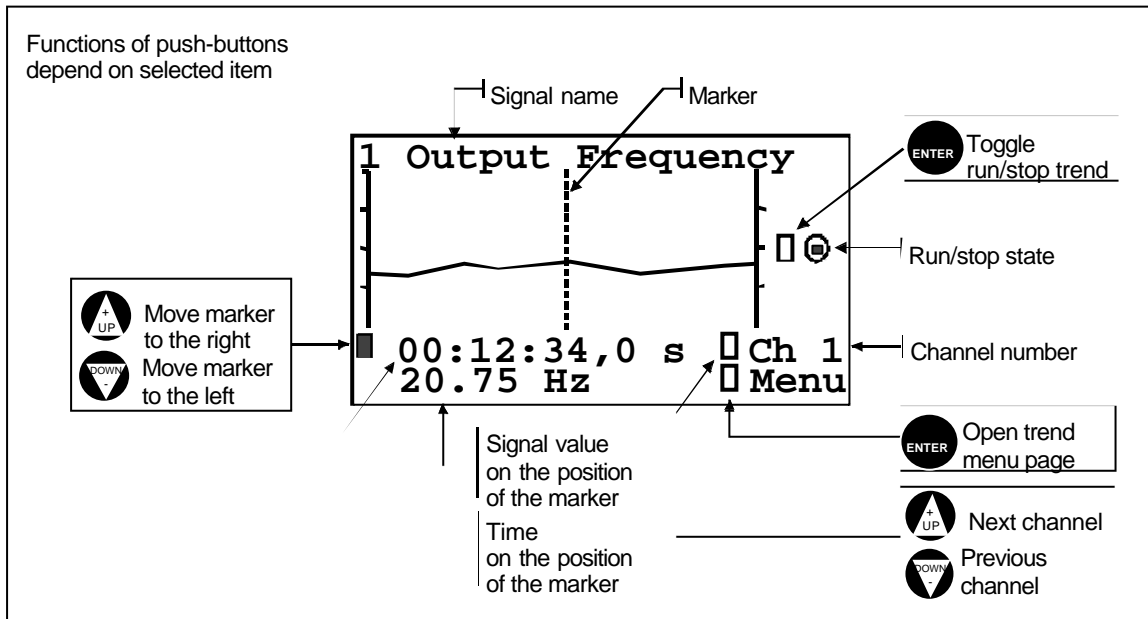 Functions of push-buttons
depend on selected item
Signal name
Marker
1 Output Frequency
ENTER
Toggle
run/stop trend
Run/stop state
+
UP
Move marker
to the right
DOWN
-
Move marker
to the left
00:12:34,0 s
Ch 1
Channel number
20.75 Hz
Menu
Signal value
on the position
of the marker
ENTER
Open trend
menu page
Time
on the position
of the marker
+
UP
Next channel
DOWN
-
Previous
channel